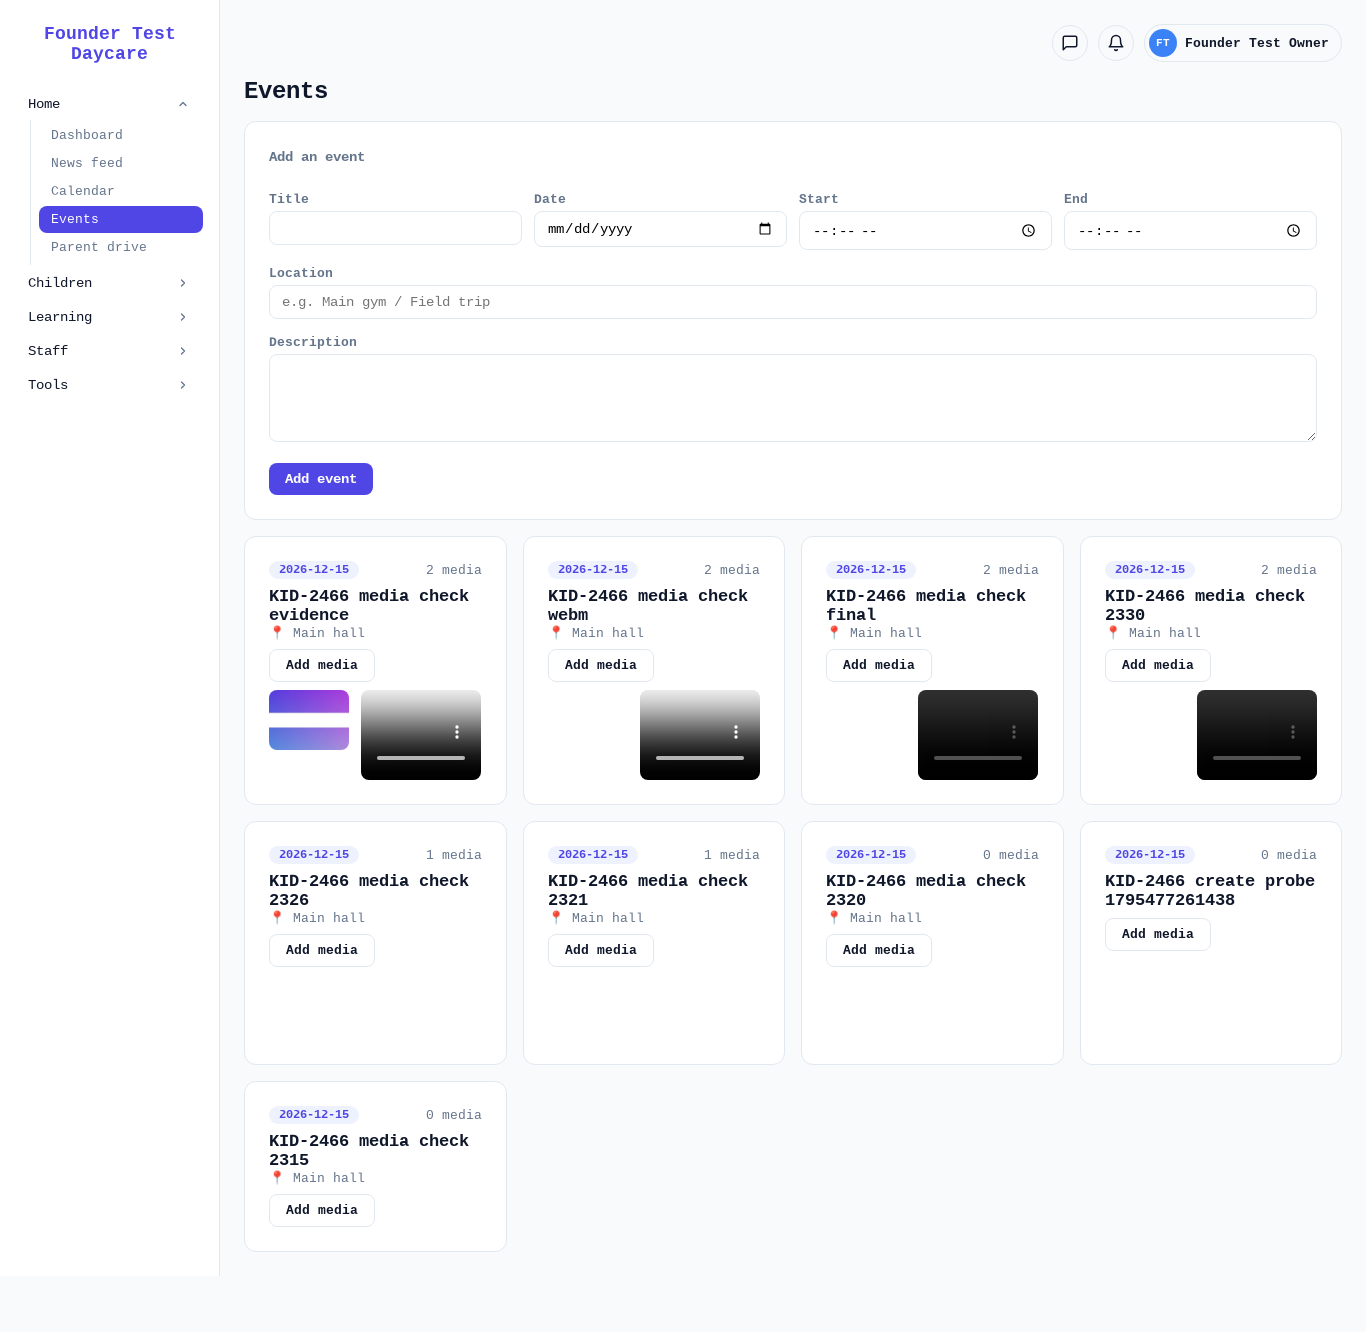 Founder Test
Daycare
Home
Dashboard
News feed
Calendar
Events
Parent drive
Children
Learning
Staff
Tools
FT
Founder Test Owner
Events
Add an event
Title
Date
Start
End
mm/dd/yyyy
--:-- --
--:-- --
Location
e.g. Main gym / Field trip
Description
Add event
2026-12-15
2 media
KID-2466 media check
evidence
📍 Main hall
Add media
2026-12-15
2 media
KID-2466 media check
webm
📍 Main hall
Add media
2026-12-15
2 media
KID-2466 media check
final
📍 Main hall
Add media
2026-12-15
2 media
KID-2466 media check
2330
📍 Main hall
Add media
2026-12-15
1 media
KID-2466 media check
2326
📍 Main hall
Add media
2026-12-15
1 media
KID-2466 media check
2321
📍 Main hall
Add media
2026-12-15
0 media
KID-2466 media check
2320
📍 Main hall
Add media
2026-12-15
0 media
KID-2466 create probe
1795477261438
Add media
2026-12-15
0 media
KID-2466 media check
2315
📍 Main hall
Add media